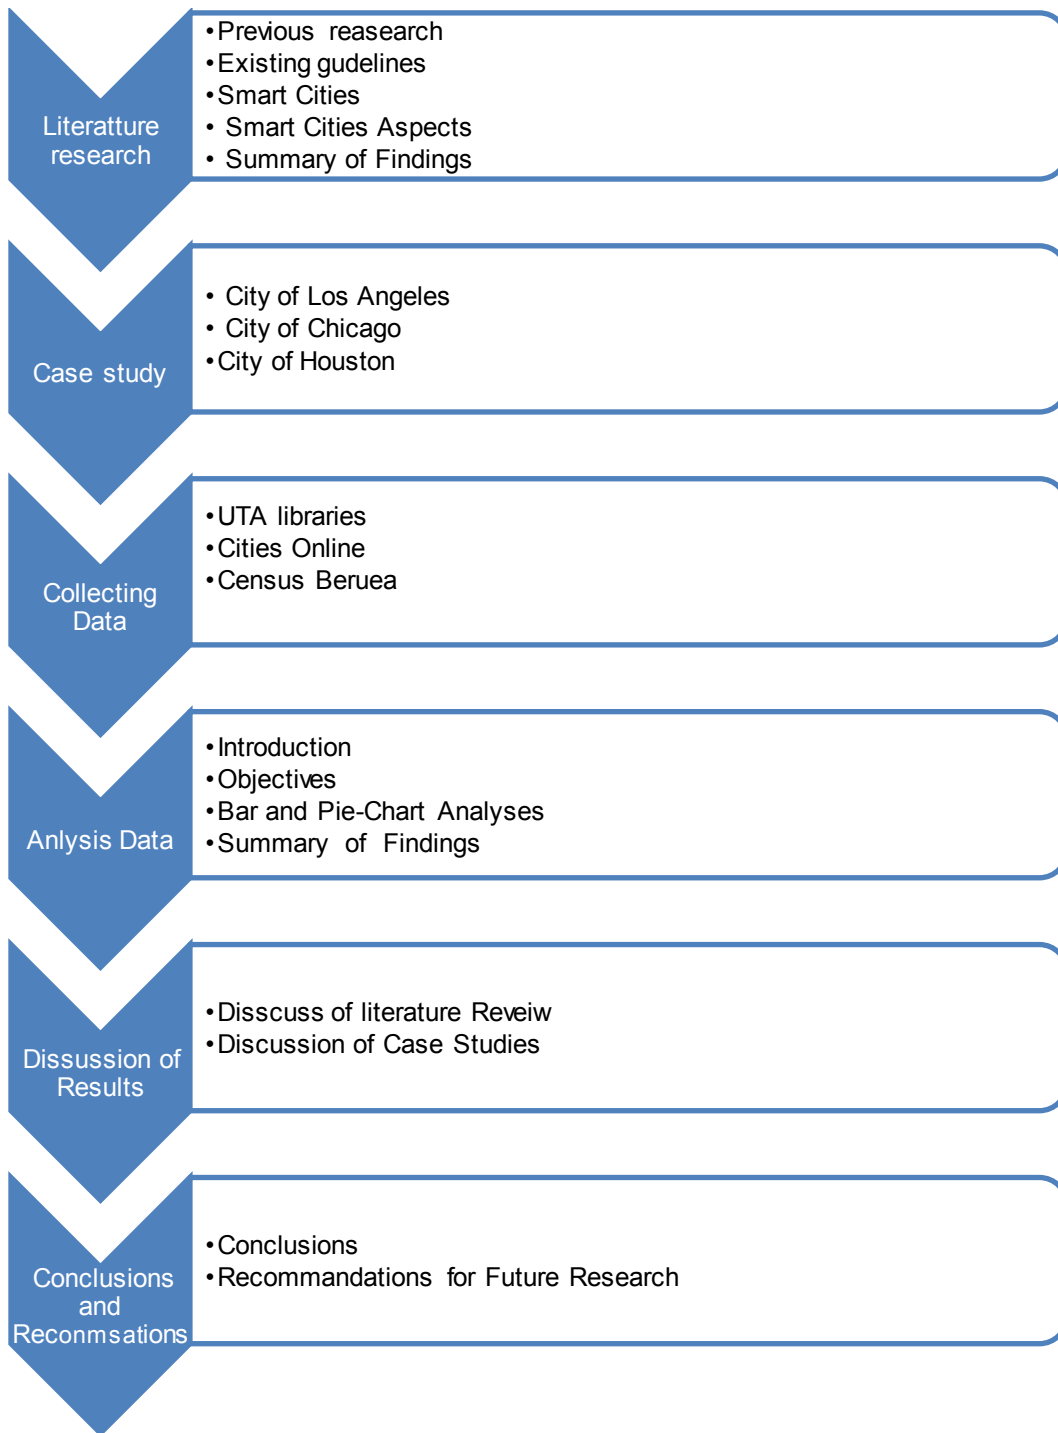 Literatture
research
•Previous reasearch
•Existing gudelines
•Smart Cities
• Smart Cities Aspects
• Summary of Findings
Case study
• City of Los Angeles
• City of Chicago
•City of Houston
Collecting
Data
•UTA libraries
•Cities Online
•Census Beruea
Anlysis Data
•Introduction
•Objectives
•Bar and Pie-Chart Analyses
•Summary of Findings
Dissussion of
Results
•Disscuss of literature Reveiw
•Discussion of Case Studies
Conclusions
and
Reconmsations
•Conclusions
•Recommandations for Future Research